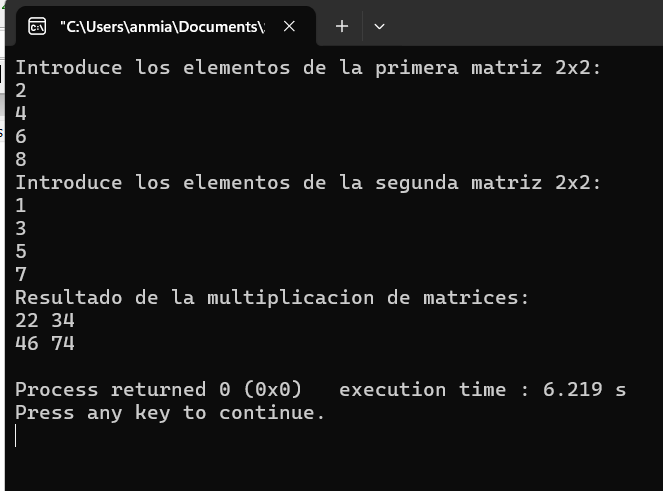 "C:\Users\anmia\Documents\
Introduce los elementos de la primera matriz 2x2:
2
4
6
8
Introduce los elementos de la segunda matriz 2x2:
1
3
5
7
Resultado de la multiplicacion de matrices:
22 34
46 74
Process returned 0 (0x0)   execution time : 6.219 s
Press any key to continue.